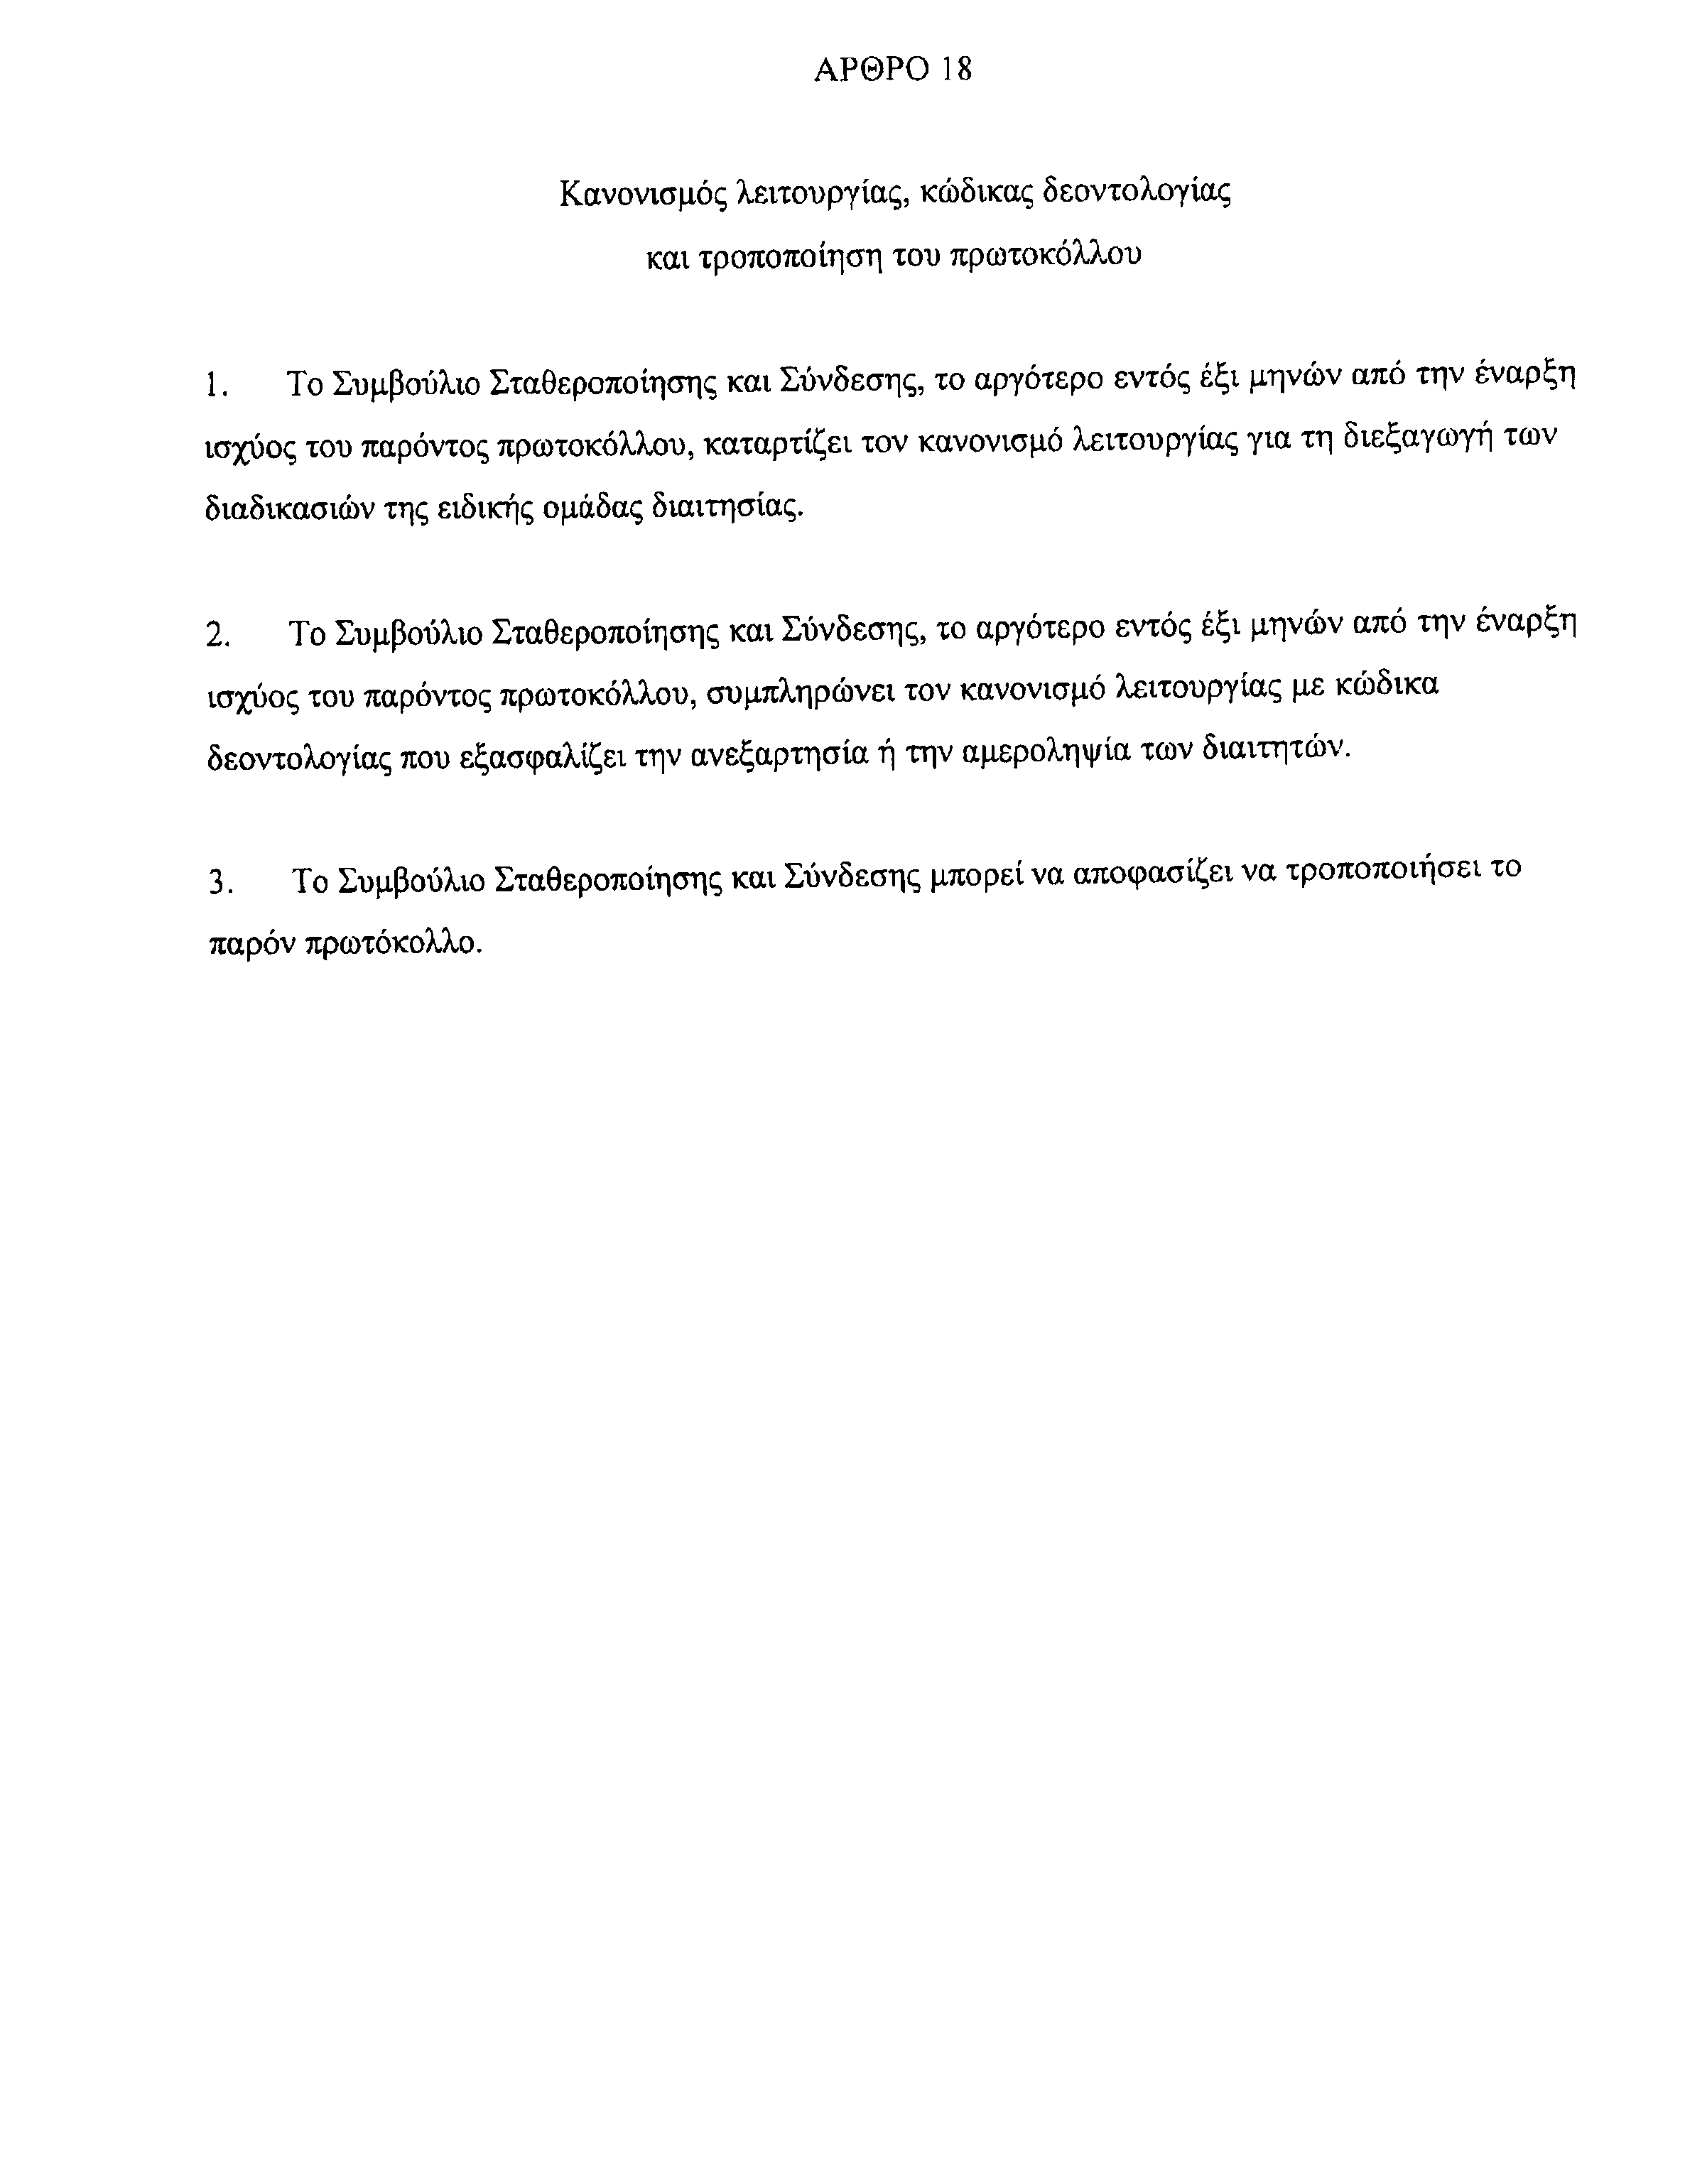 ΑΡΘΡΟ 18
Κανονισμός λειτουργίας, κώδικας δεοντολογίας
και τροποποίηση του πρωτοκόλλου
1. Το Συμβούλιο Σταθεροποίησης και Σύνδεσης, το αργότερο εντός έξι μηνών από την έναρξη
ισχύος του παρόντος πρωτοκόλλου, καταρτίζει τον κανονισμό λειτουργίας για τη διεξαγωγή των
διαδικασιών της ειδικής ομάδας διαιτησίας.
2. Το Συμβούλιο Σταθεροποίησης και Σύνδεσης, το αργότερο εντός έξι μηνών από την έναρξη
ισχύος του παρόντος πρωτοκόλλου, συμπληρώνει τον κανονισμό λειτουργίας με κώδικα
δεοντολογίας που εξασφαλίζει την ανεξαρτησία ή την αμεροληψία των διαιτητών.
3. Το Συμβούλιο Σταθεροποίησης και Σύνδεσης μπορεί να αποφασίζει να τροποποιήσει το
παρόν πρωτόκολλο.